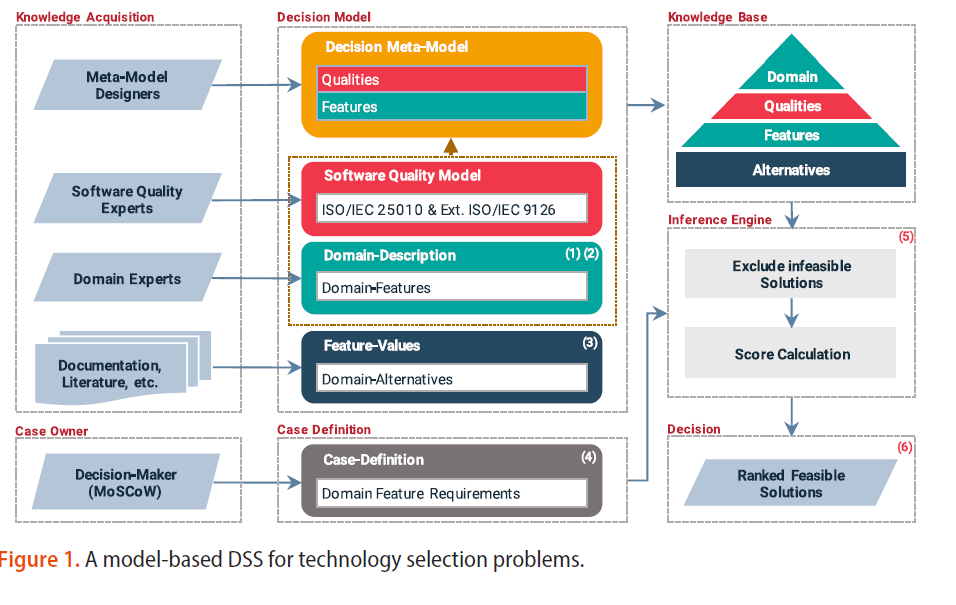 Knowledge Acquisition
Meta-Model
Designers
Software Quality
Experts
Domain Experts
Documentation,
Literature, etc.
Case Owner
Decision-Maker
(MoSCoW)
Decision Model
Decision Meta-Model
Qualities
Features
Software Quality Model
ISO/IEC 25010 & Ext. ISO/IEC 9126
Domain-Description (1) (2)
Domain-Features
Feature-Values (3)
Domain-Alternatives
Case Definition
Case-Definition (4)
Domain Feature Requirements
Knowledge Base
Domain
Qualities
Features
Alternatives
Inference Engine
(5)
Exclude infeasible
Solutions
Score Calculation
Decision
(6)
Ranked Feasible
Solutions
Figure 1. A model-based DSS for technology selection problems.